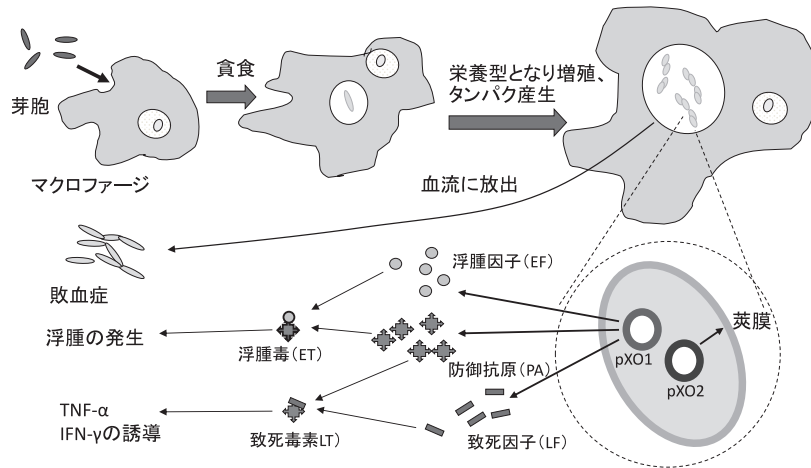 芽胞
貪食
栄養型となり増殖、
タンパク産生
マクロファージ
血流に放出
敗血症
浮腫因子(EF)
浮腫の発生
浮腫毒(ET)
防御抗原(PA)
pXO1
莢膜
pXO2
TNF-α
IFN-γの誘導
致死毒素LT)
致死因子(LF)